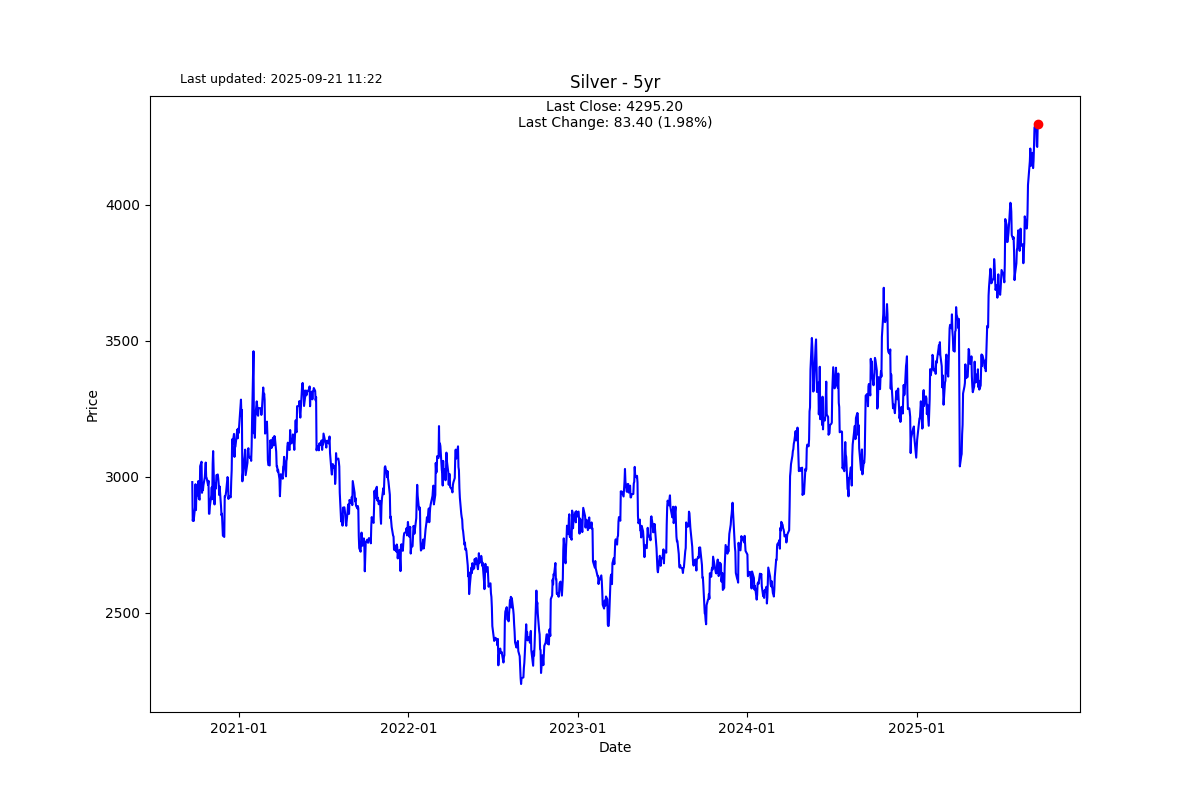 Last updated: 2025-09-21 11:22
Silver - 5yr
Last Close: 4295.20
Last Change: 83.40 (1.98%)
Price
4000
3500
3000
2500
2021-01
2022-01
2023-01
2024-01
2025-01
Date